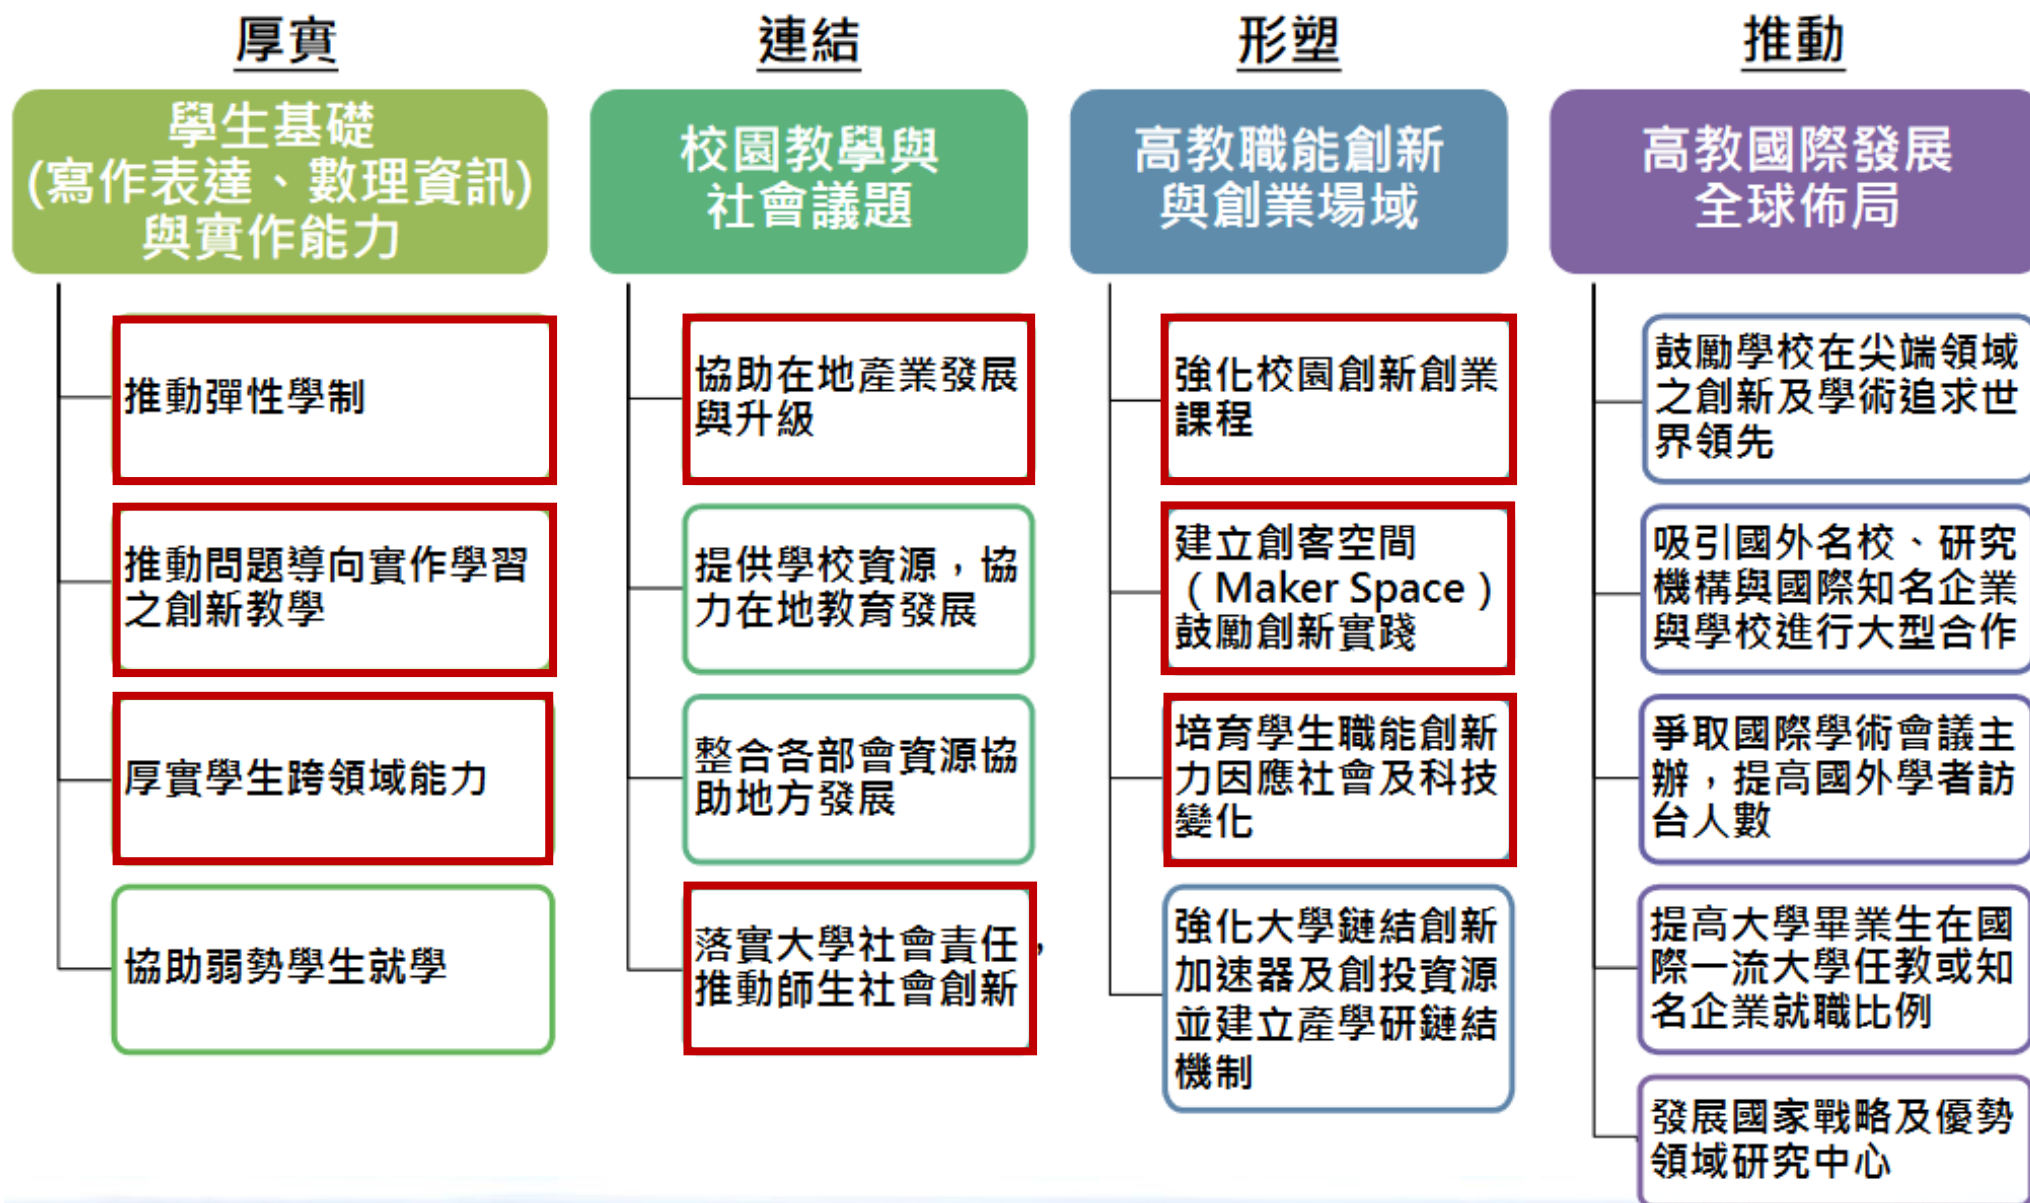 厚實
學生基礎
(寫作表達、數理資訊)
與實作能力
推動彈性學制
推動問題導向實作學習
之創新教學
厚實學生跨領域能力
協助弱勢學生就學
連結
校園教學與
社會議題
協助在地產業發展
與升級
提供學校資源，協
力在地教育發展
整合各部會資源協
助地方發展
落實大學社會責任，
推動師生社會創新
形塑
高教職能創新
與創業場域
強化校園創新創業
課程
建立創客空間
（Maker Space）
鼓勵創新實踐
培育學生職能創新
力因應社會及科技
變化
強化大學鏈結創新
加速器及創投資源
並建立產學研鏈結
機制
推動
高教國際發展
全球佈局
鼓勵學校在尖端領域
之創新及學術追求世
界領先
吸引國外名校、研究
機構與國際知名企業
與學校進行大型合作
爭取國際學術會議主
辦，提高國外學者訪
台人數
提高大學畢業生在國
際一流大學任教或知
名企業就職比例
發展國家戰略及優勢
領域研究中心